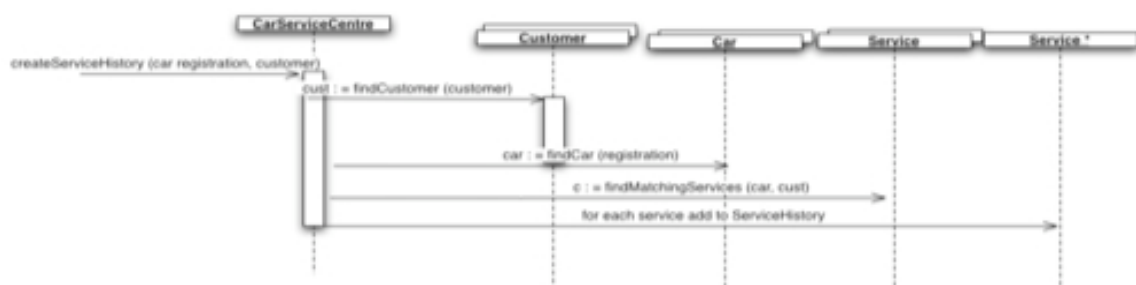 CarServiceCentre
Customer
Car
Service
Service *
createServiceHistory (car registration, customer)
cust : = findCustomer (customer)
car : = findCar (registration)
c : = findMatchingServices (car, cust)
for each service add to ServiceHistory